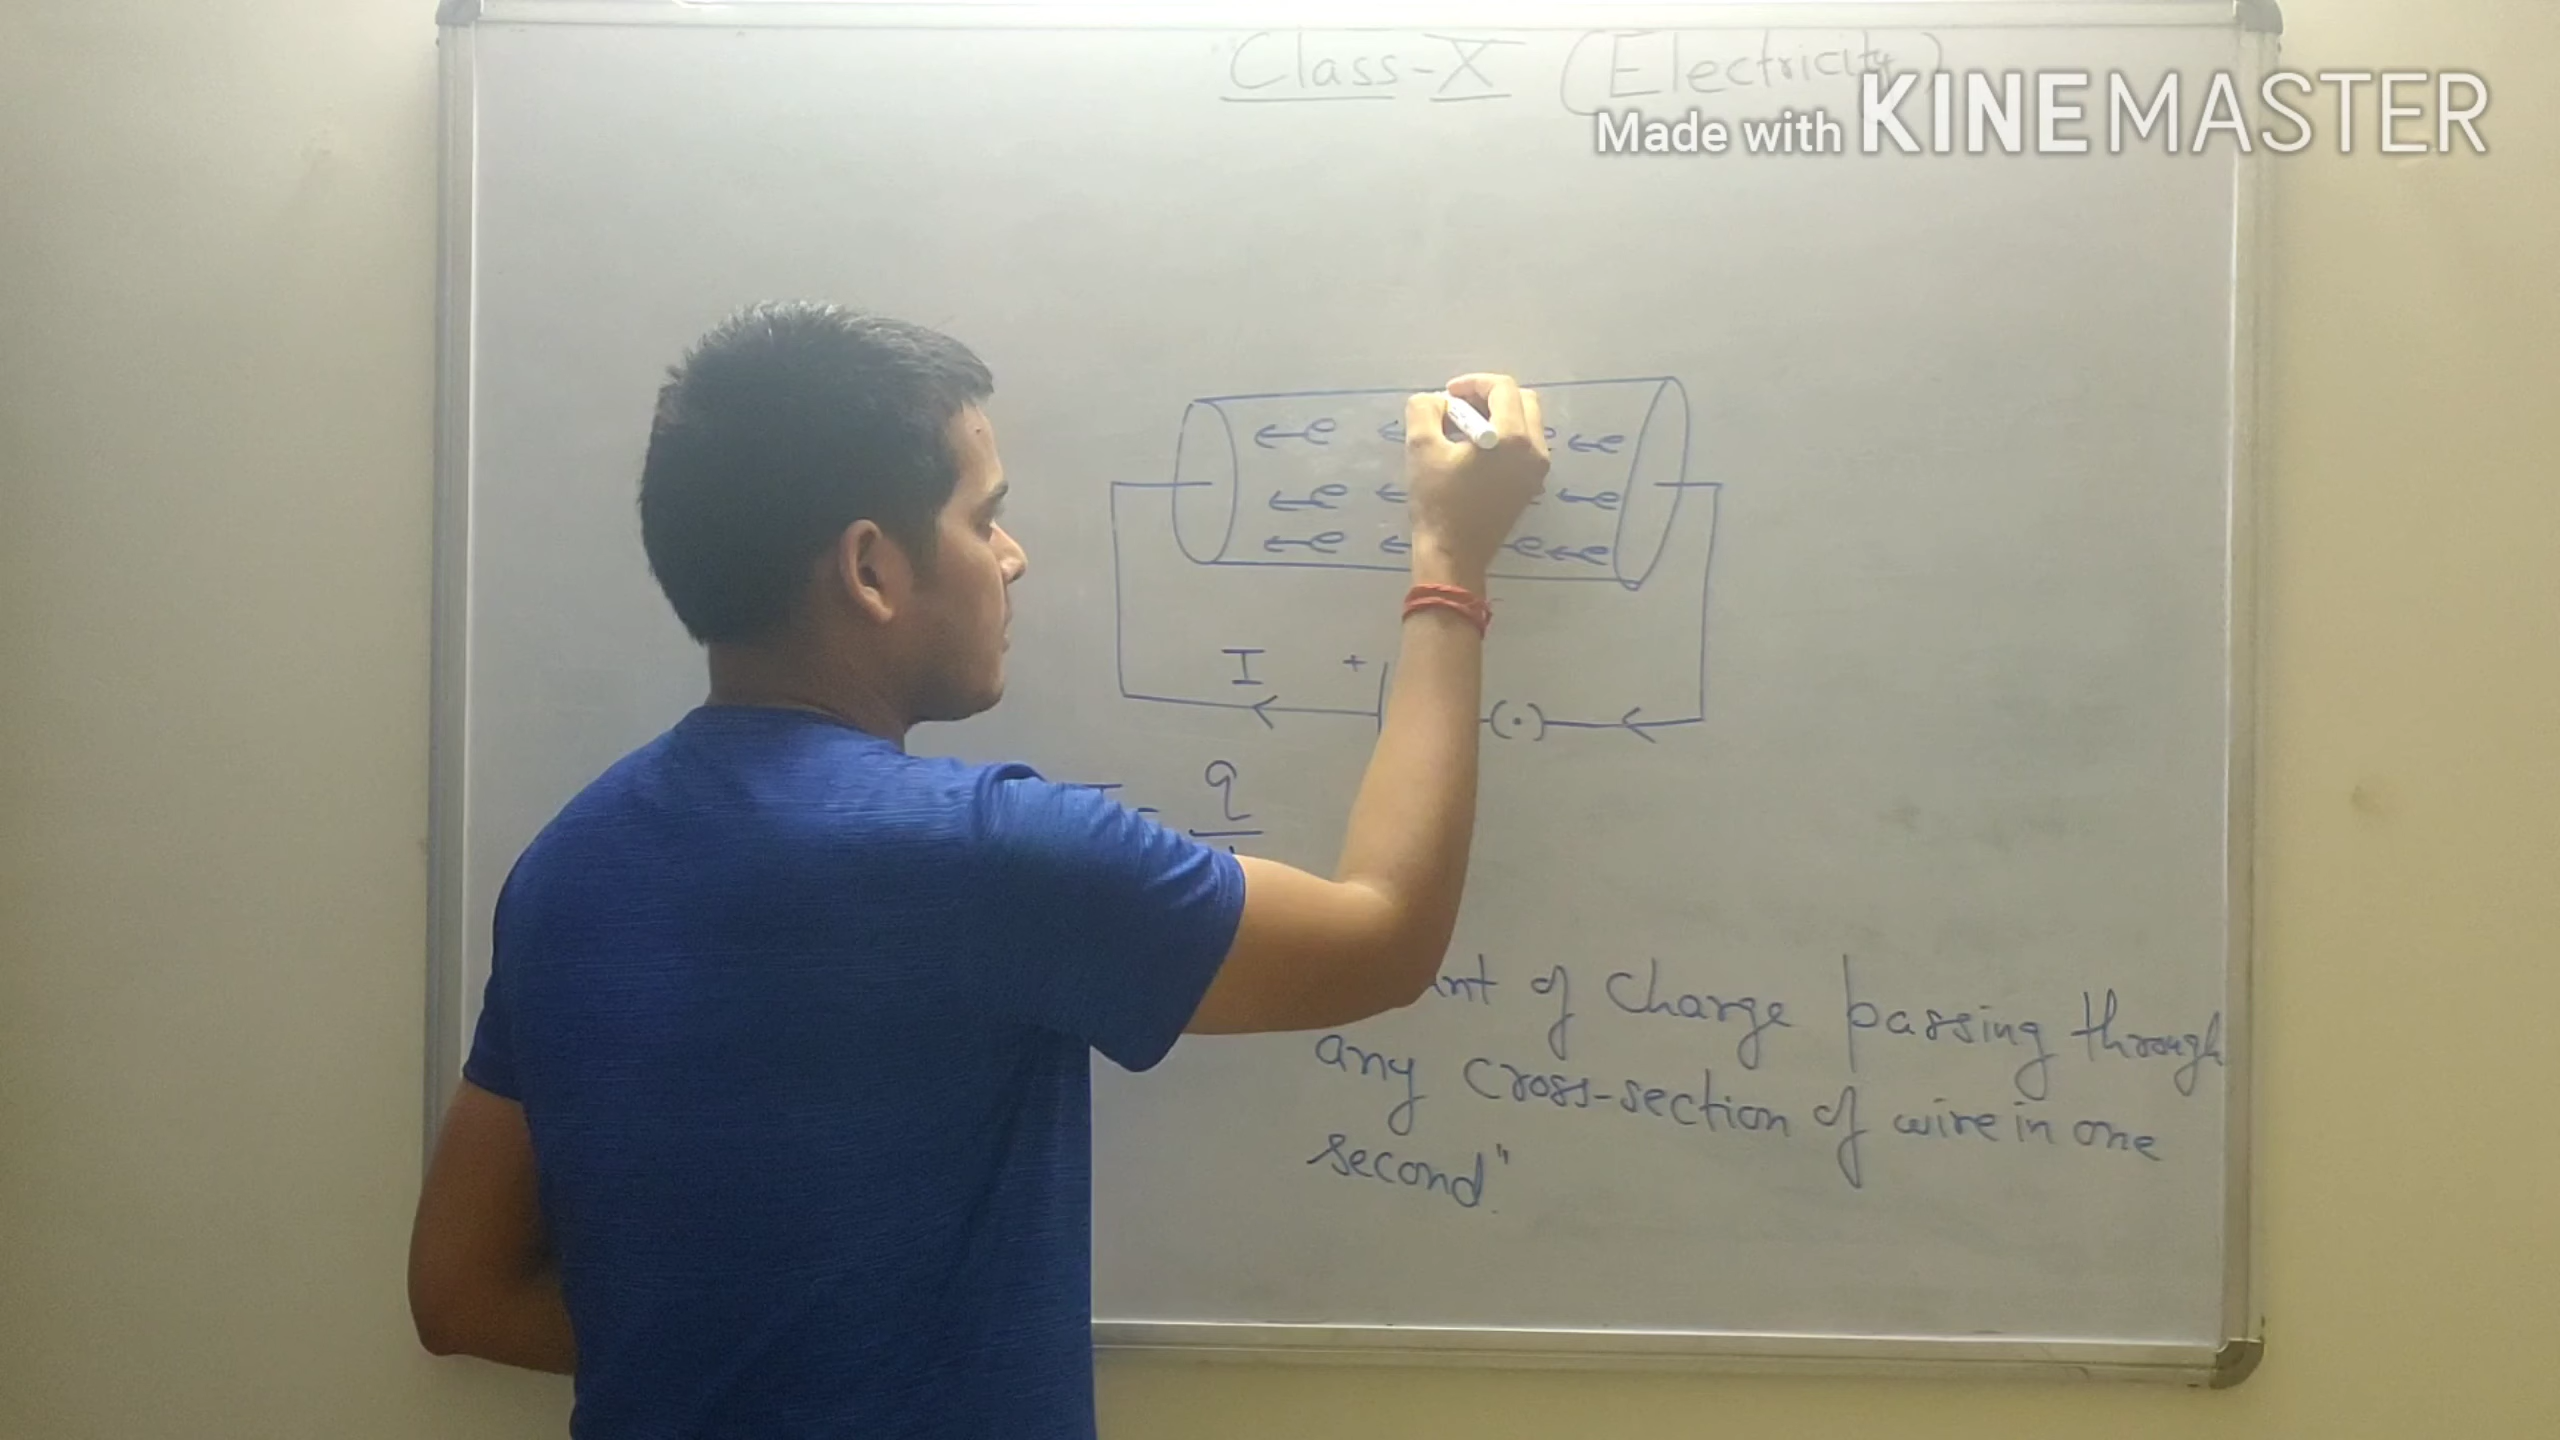 Class-X (Electricity)
Made with KINEMASTER
e e e
e e
e e e
I +
q
of charge passing through
any cross-section of wire in one
second"